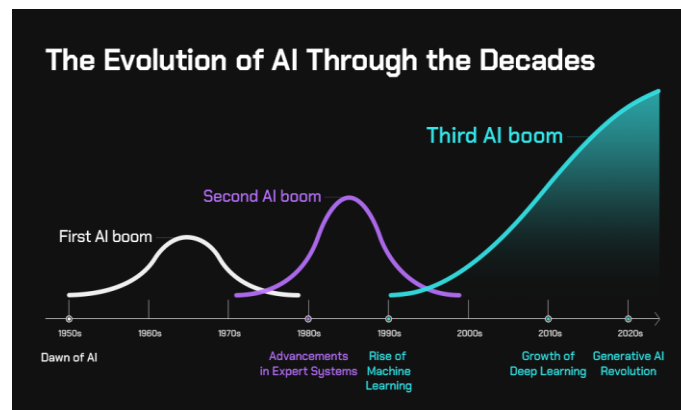 The Evolution of AI Through the Decades
Third AI boom
Second AI boom
First AI boom
1950s 1960s 1970s 1980s 1990s 2000s 2010s 2020s
Dawn of AI
Advancements
in Expert Systems
Rise of
Machine
Learning
Growth of
Deep Learning
Generative AI
Revolution